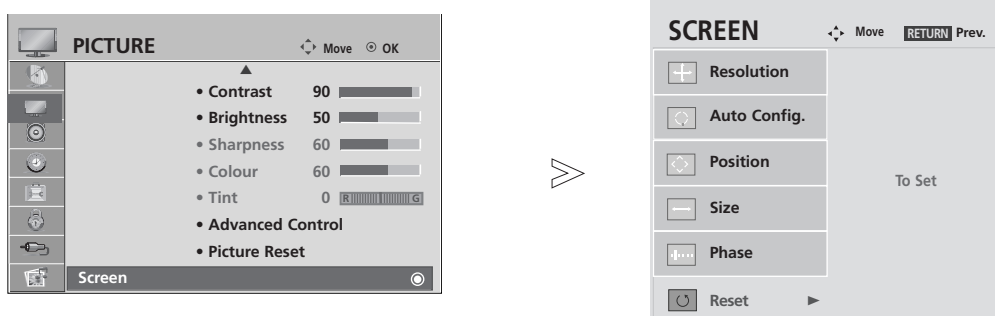 PICTURE
Move ⊙ OK
• Contrast 90
• Brightness 50
• Sharpness 60
• Colour 60
• Tint 0 R G
• Advanced Control
• Picture Reset
Screen
SCREEN
Move RETURN Prev.
Resolution
Auto Config.
Position
Size
Phase
Reset ►
To Set